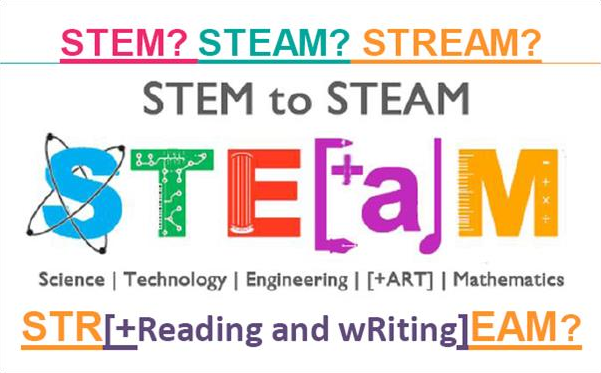 STEM? STEAM? STREAM?
STEM to STEAM
STE[+a]M
Science | Technology | Engineering | [+ART] | Mathematics
STR[+Reading and wRiting]EAM?